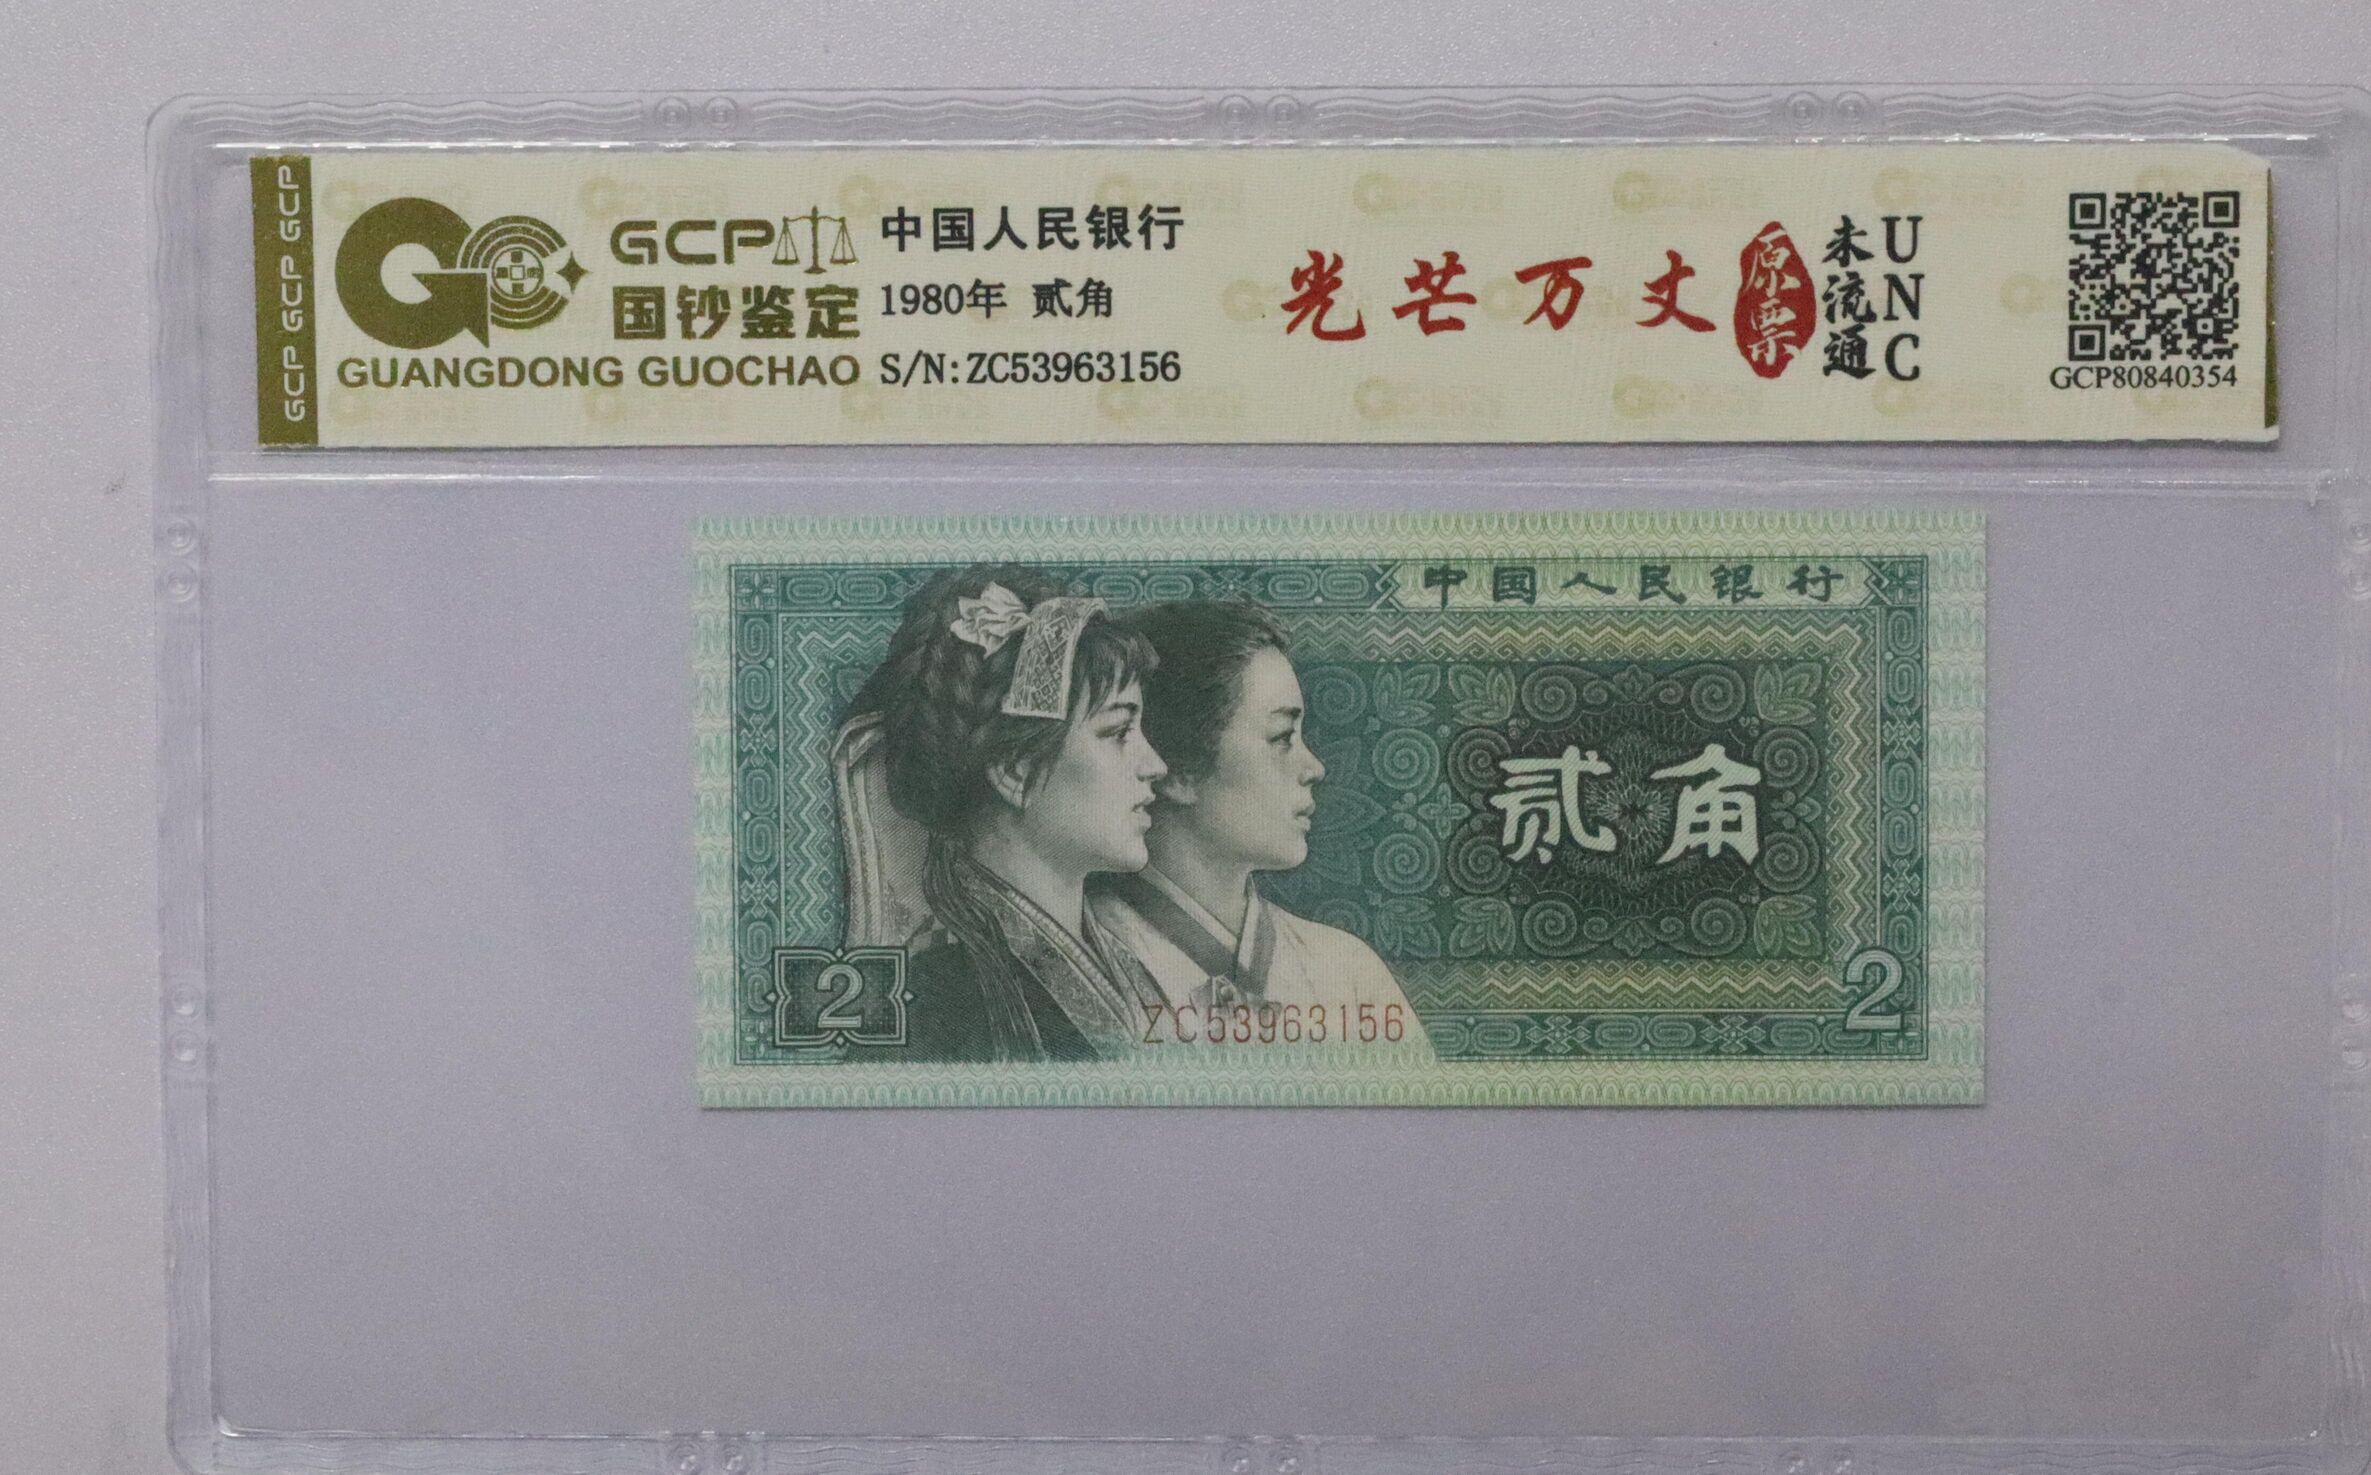 GCP GCP GCP
GCP
国钞鉴定
GUANGDONG GUOCHAO
中国人民银行
1980年 贰角
S/N:ZC53963156
光芒万丈
原票
未流通
UNC
GCP80840354
中国人民银行
贰角
2
2
ZC53963156